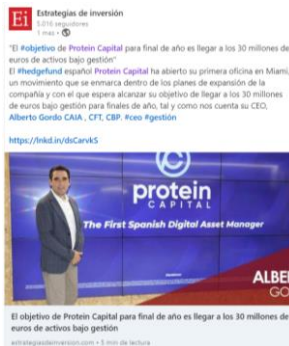 Ei
Estrategias de inversión
5.016 seguidores
1 mes •
"El #objetivo de Protein Capital para final de año es llegar a los 30 millones de
euros de activos bajo gestión"
El #hedgefund español Protein Capital ha abierto su primera oficina en Miami,
un movimiento que se enmarca dentro de los planes de expansión de la
compañía y con el que espera alcanzar su objetivo de llegar a los 30 millones
de euros bajo gestión para finales de año, tal y como nos cuenta su CEO,
Alberto Gordo CAIA , CFT, CBP. #ceo #gestión
https://lnkd.in/dsCarvkS
protein
CAPITAL
The First Spanish Digital Asset Manager
ALBE
GO
El objetivo de Protein Capital para final de año es llegar a los 30 millones de
euros de activos bajo gestión
estrategiasdeinversion.com • 5 min de lectura